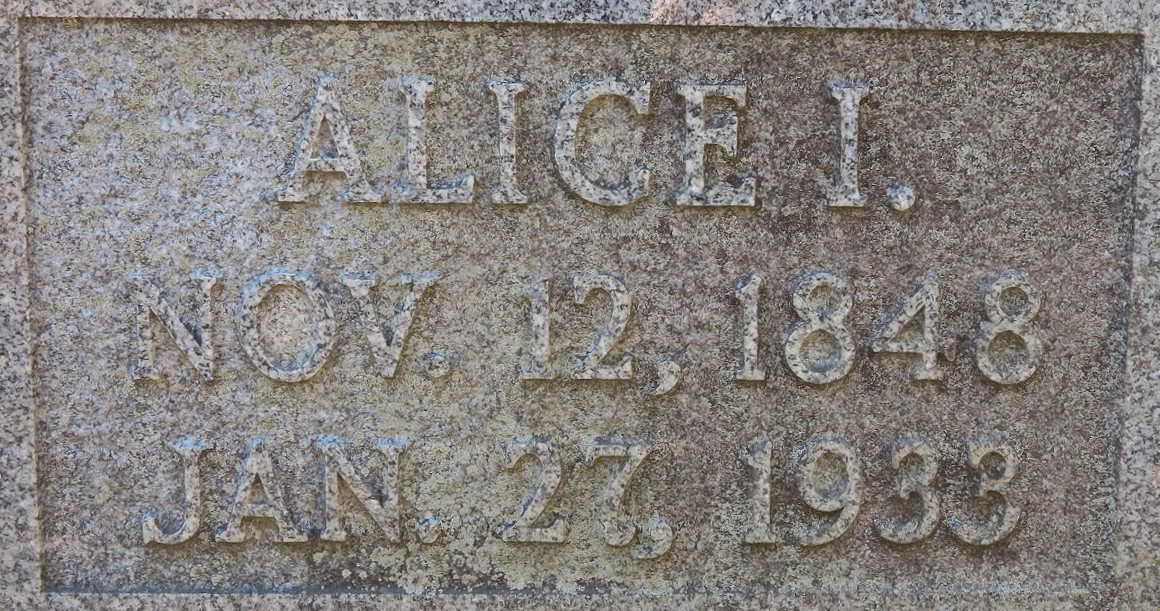 ALICE I.
NOV. 12, 1848
JAN. 27, 1933